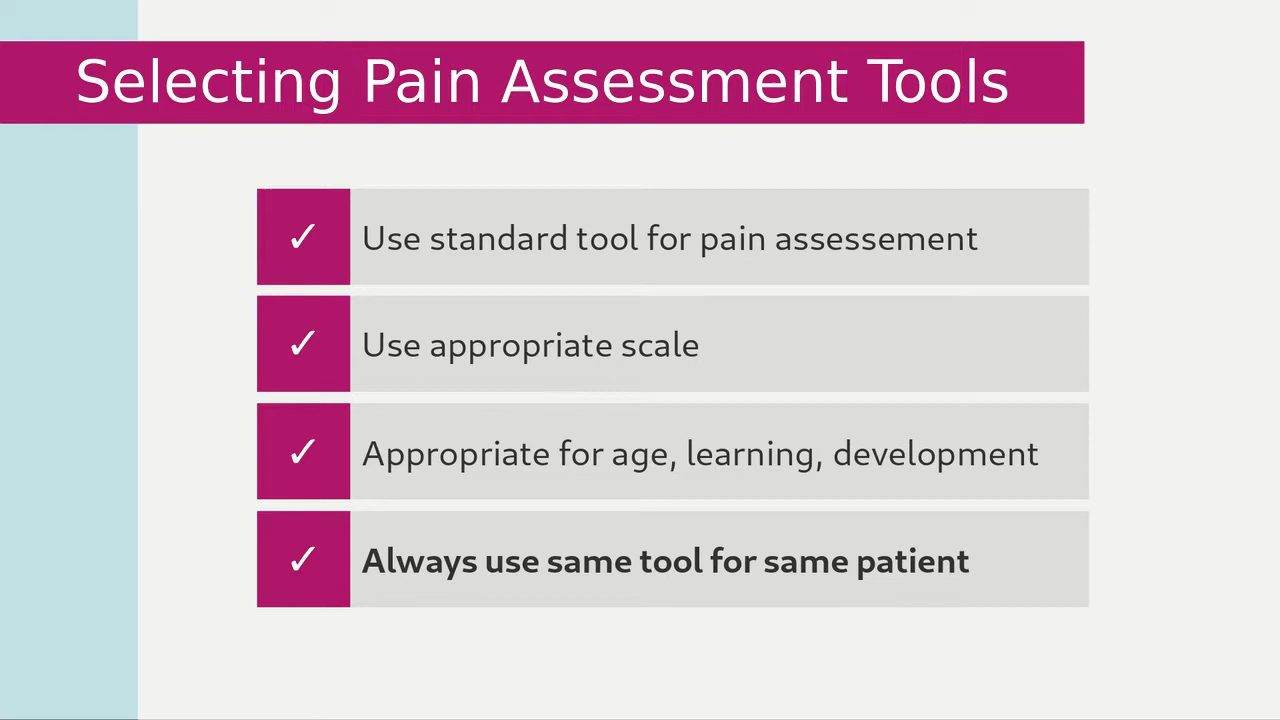 Selecting Pain Assessment Tools
✓ Use standard tool for pain assessement
✓ Use appropriate scale
✓ Appropriate for age, learning, development
✓ Always use same tool for same patient